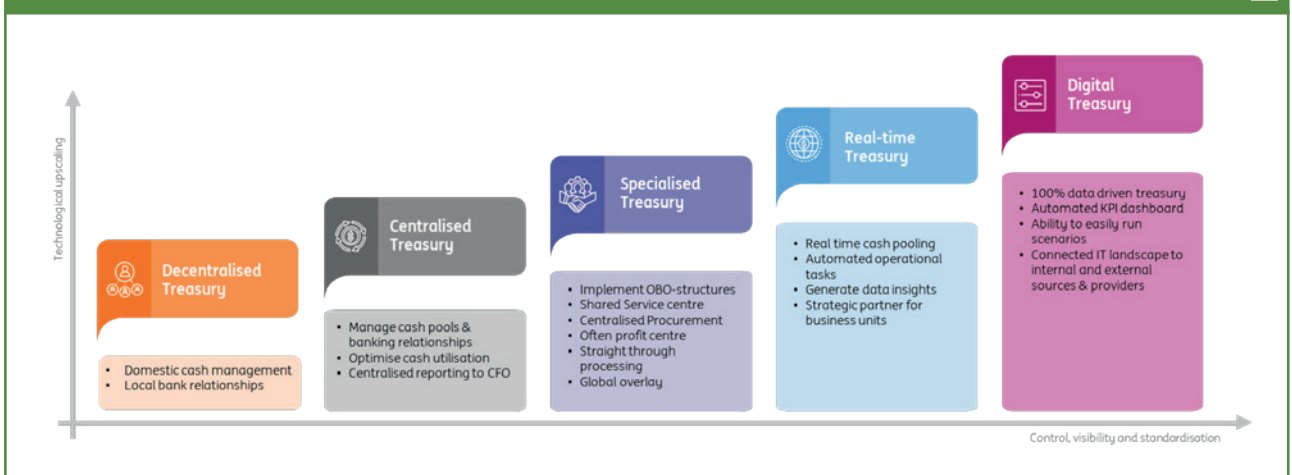 Technological upscaling
Decentralised
Treasury
• Domestic cash management
• Local bank relationships
Centralised
Treasury
• Manage cash pools &
banking relationships
• Optimise cash utilisation
• Centralised reporting to CFO
Specialised
Treasury
• Implement OBO-structures
• Shared Service centre
• Centralised Procurement
• Often profit centre
• Straight through
processing
• Global overlay
Real-time
Treasury
• Real time cash pooling
• Automated operational
tasks
• Generate data insights
• Strategic partner for
business units
Digital
Treasury
• 100% data driven treasury
• Automated KPI dashboard
• Ability to easily run
scenarios
• Connected IT landscape to
internal and external
sources & providers
Control, visibility and standardisation